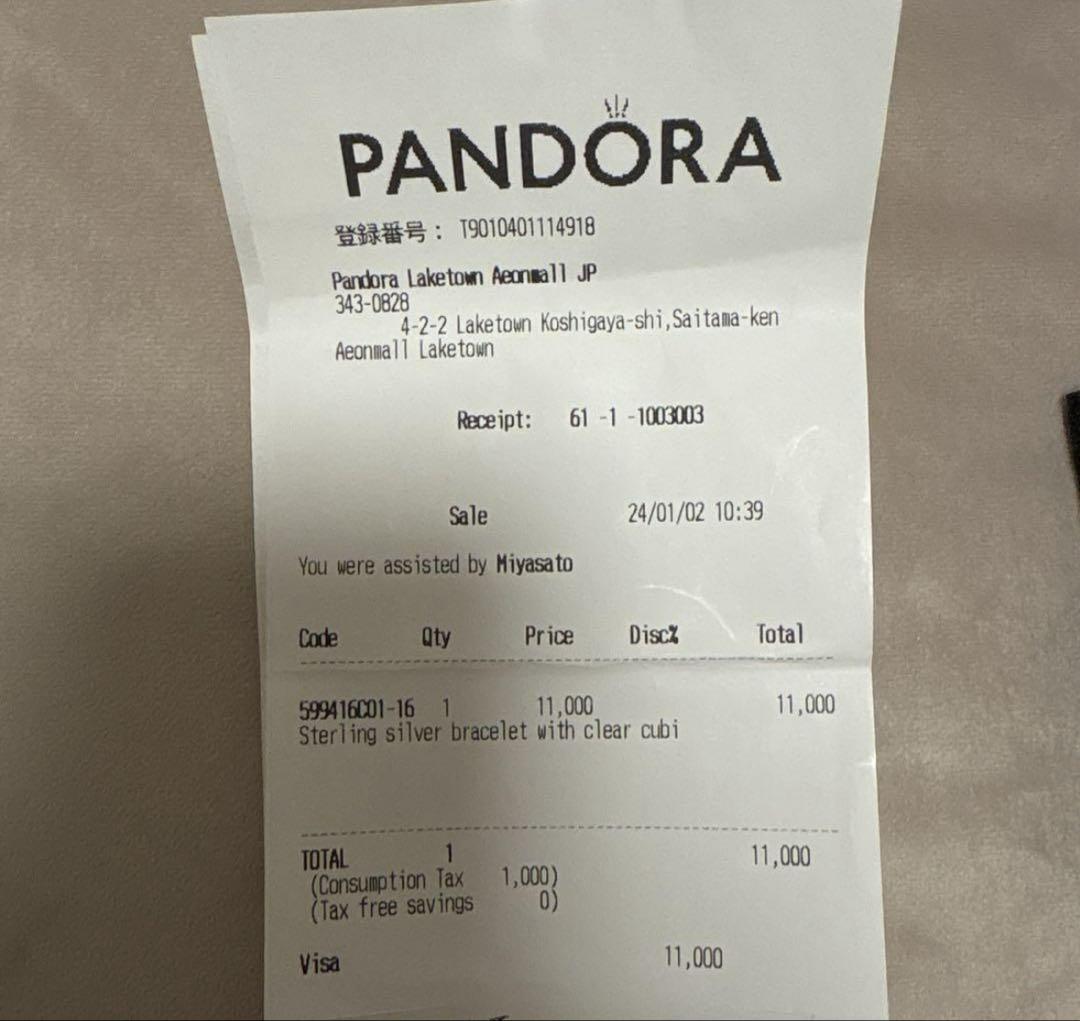 PANDORA
登録番号： T9010401114918
Pandora Laketown Aeonmall JP
343-0828
4-2-2 Laketown Koshigaya-shi,Saitama-ken
Aeonmall Laketown
Receipt: 61 -1 -1003003
Sale 24/01/02 10:39
You were assisted by Miyasato
Code Qty Price Disc% Total
599416C01-16 1 11,000 11,000
Sterling silver bracelet with clear cubi
TOTAL 1 11,000
(Consumption Tax 1,000)
(Tax free savings 0)
Visa 11,000